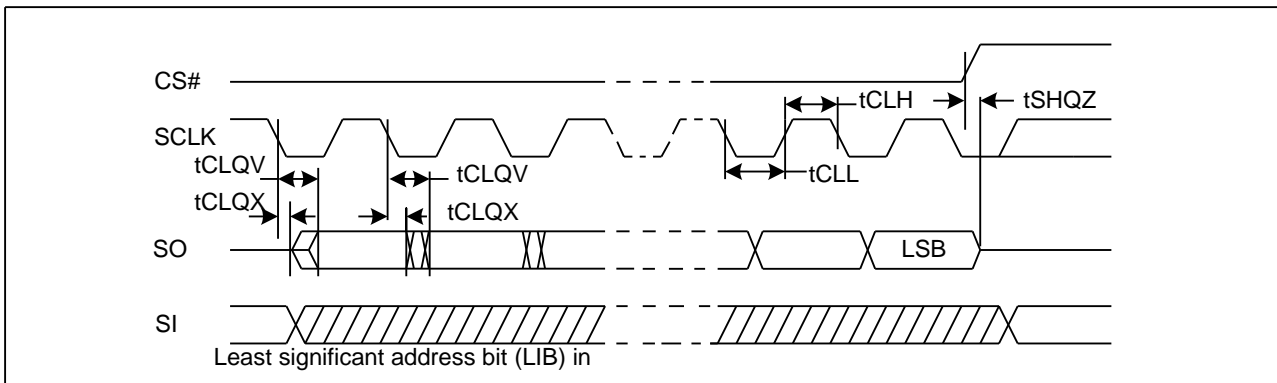 CS#
tCLH
tSHQZ
SCLK
tCLQV
tCLQV
tCLL
tCLQX
tCLQX
SO
LSB
SI
Least significant address bit (LIB) in